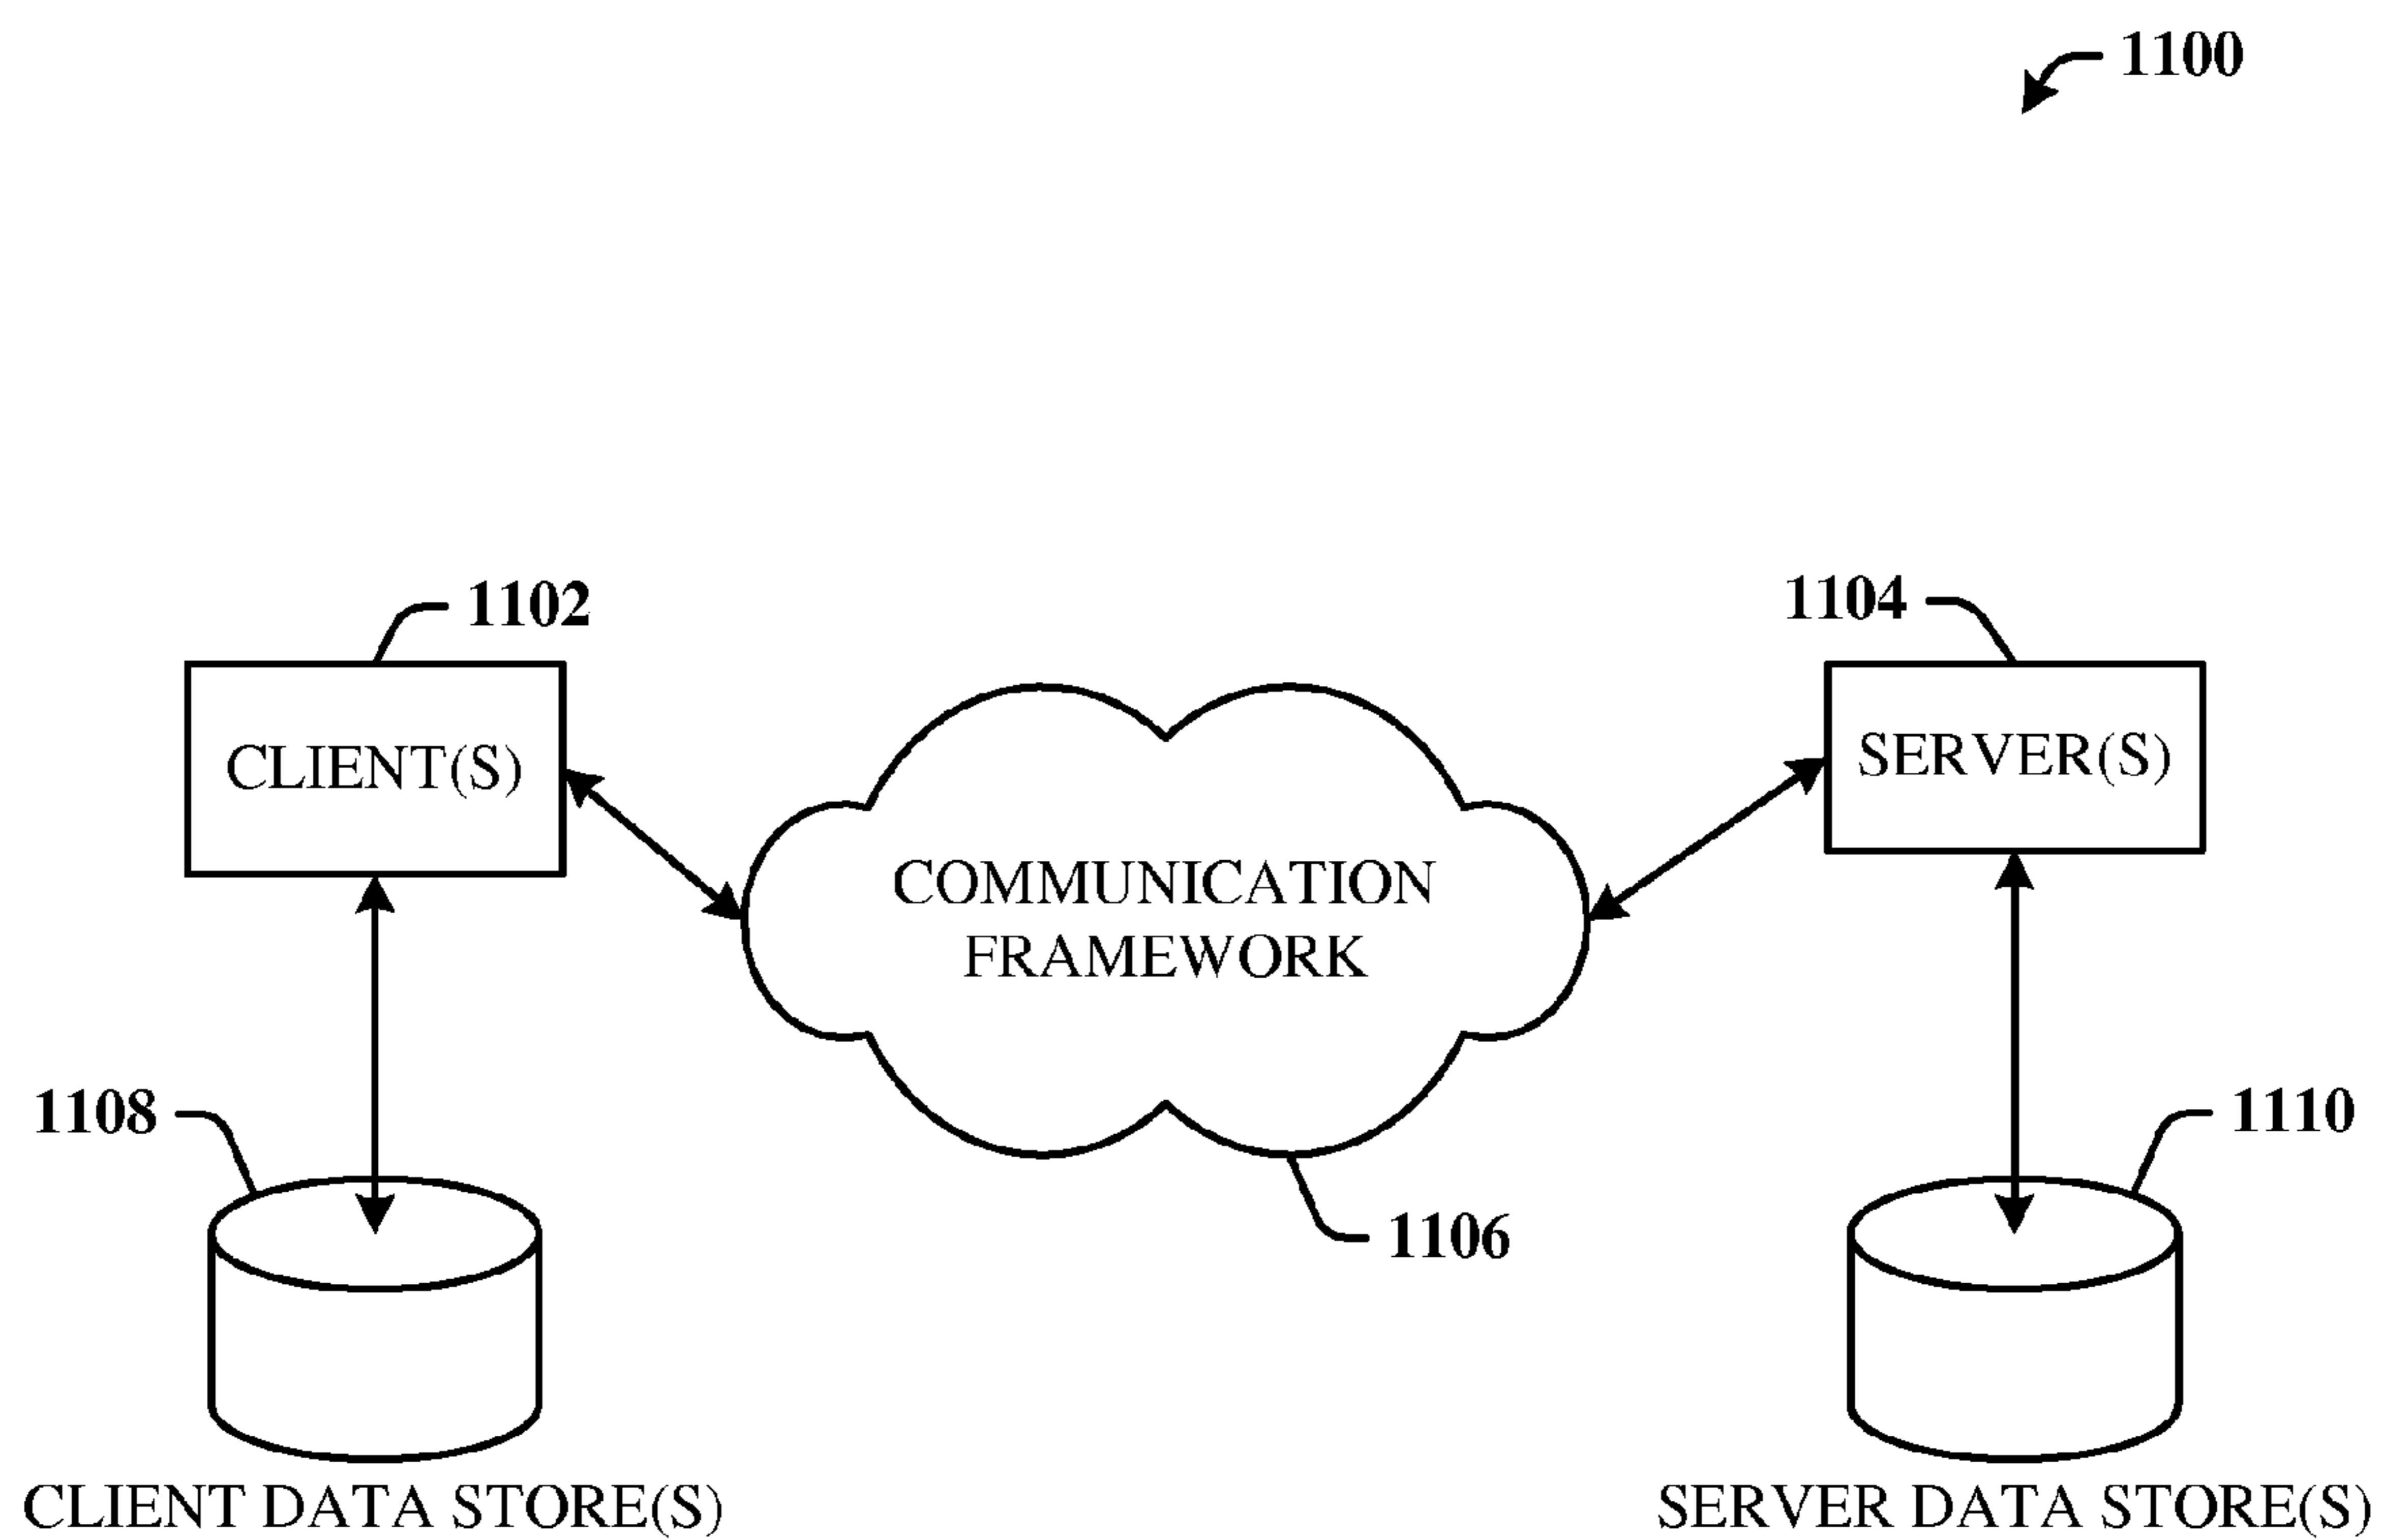 1100
1102
1104
CLIENT(S)
SERVER(S)
COMMUNICATION
FRAMEWORK
1108
1110
1106
CLIENT DATA STORE(S)
SERVER DATA STORE(S)